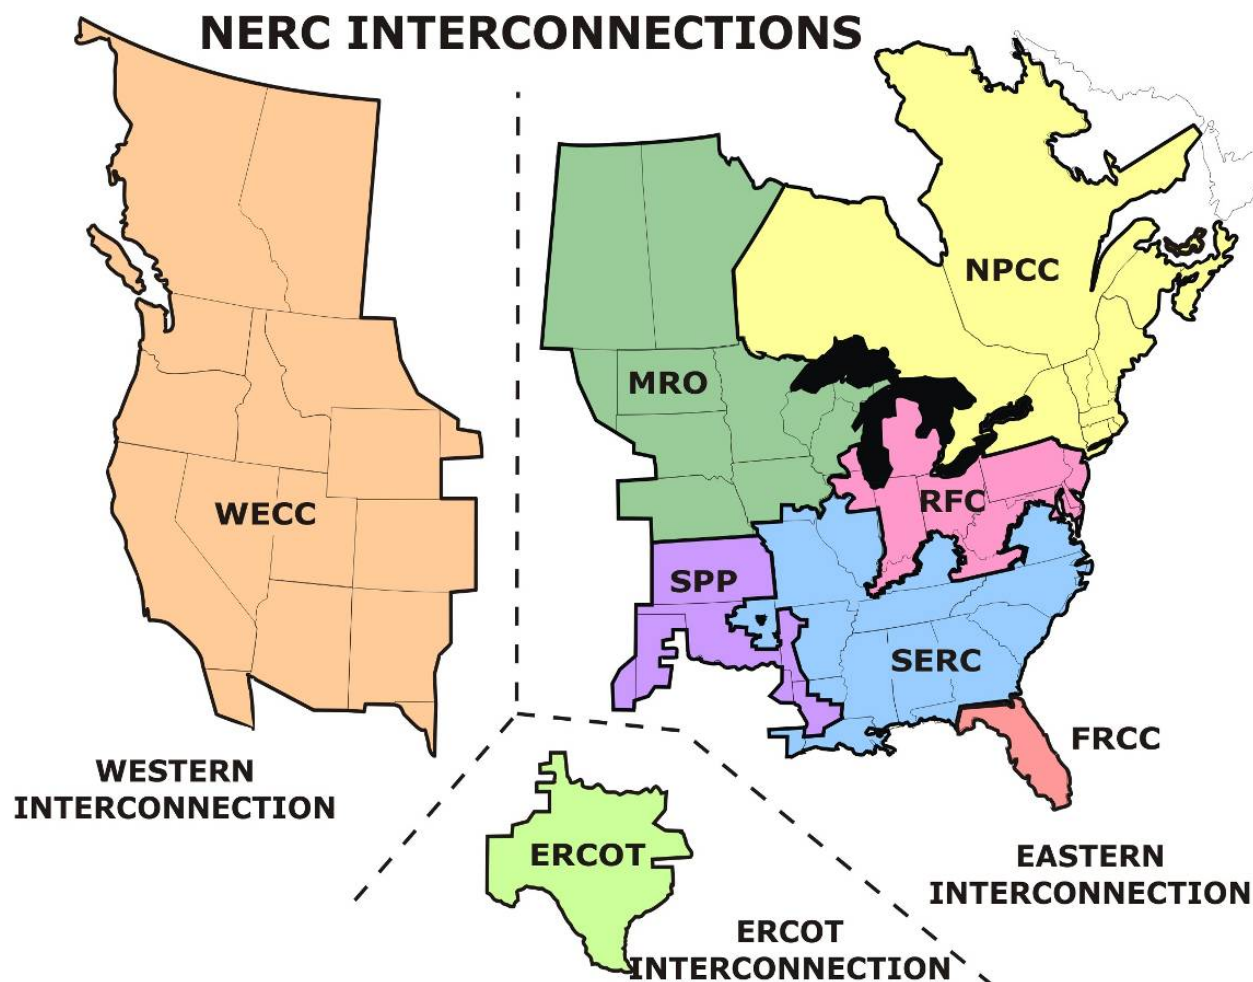 NERC INTERCONNECTIONS
NPCC
MRO
RFC
WECC
SPP
SERC
FRCC
WESTERN
INTERCONNECTION
ERCOT
EASTERN
INTERCONNECTION
ERCOT
INTERCONNECTION